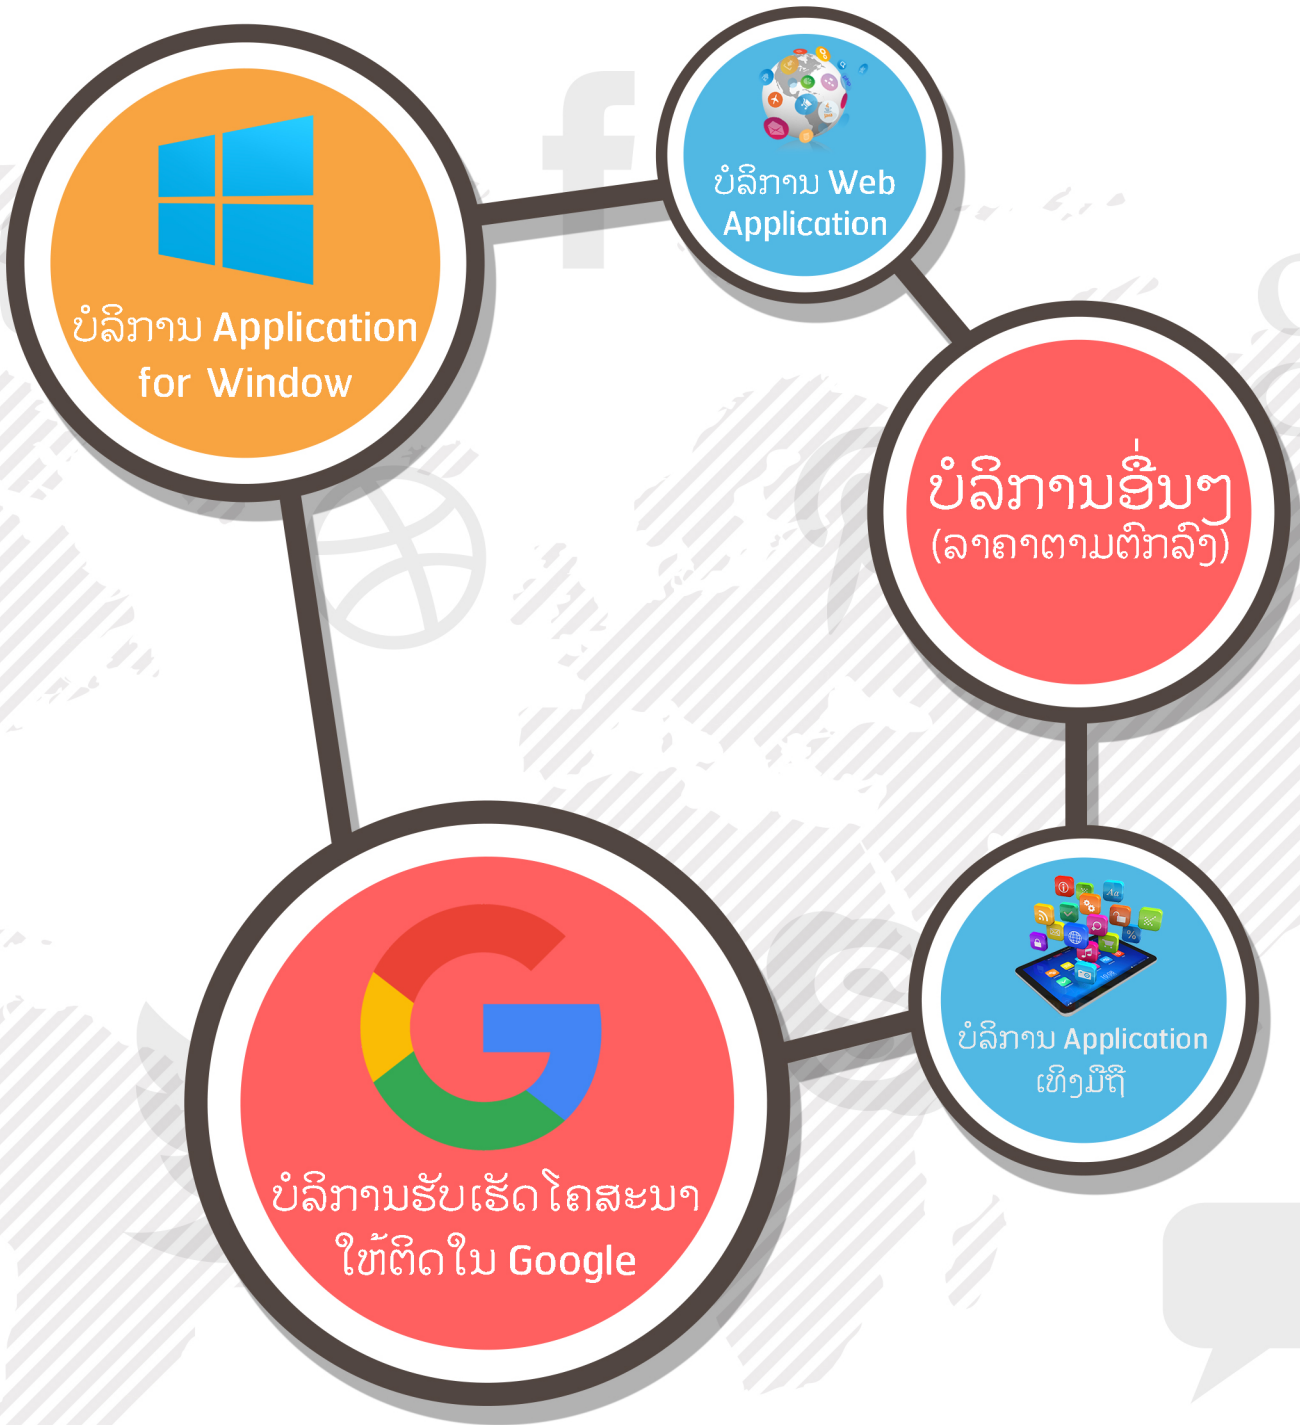 ບໍລິການ Web
Application
ບໍລິການ Application
for Window
ບໍລິການອື່ນໆ
(ລາຄາຕາມຕົກລົງ)
ບໍລິການ Application
ເທິງມືຖື
ບໍລິການຮັບເຮັດໂຄສະນາ
ໃຫ້ຕິດໃນ Google